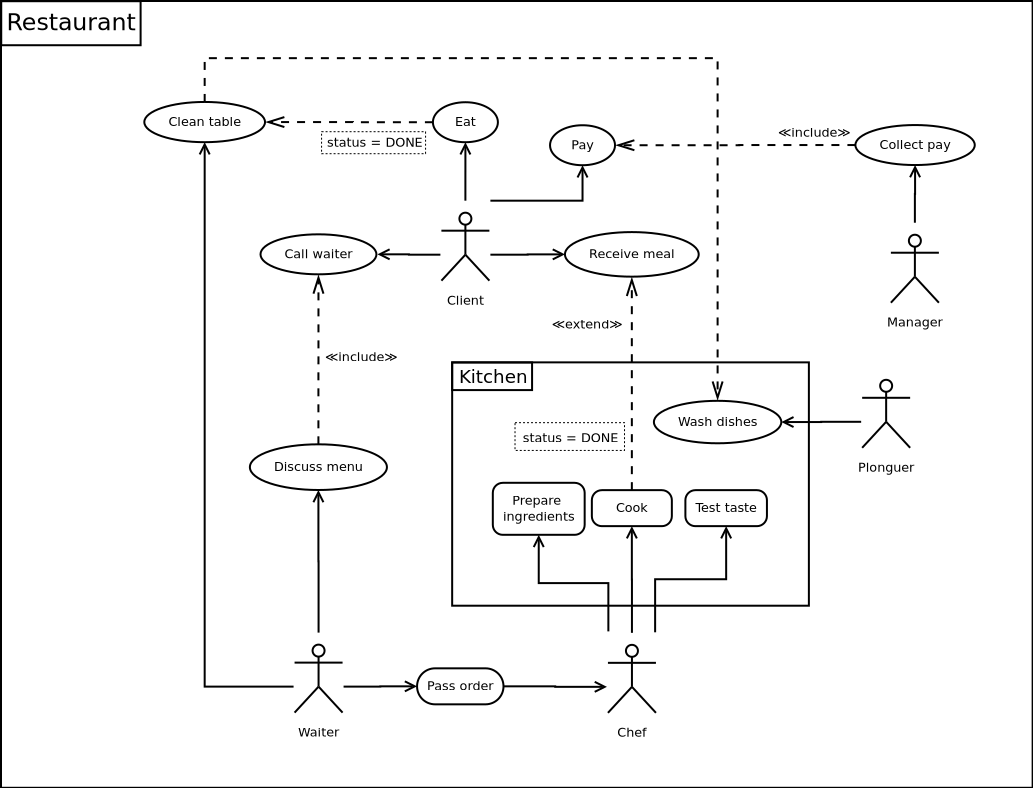 Restaurant
Clean table
Eat
status = DONE
Pay
≪include≫
Collect pay
Call waiter
Receive meal
Client
Manager
≪extend≫
≪include≫
Kitchen
Wash dishes
status = DONE
Plonguer
Discuss menu
Prepare
ingredients
Cook
Test taste
Pass order
Waiter
Chef